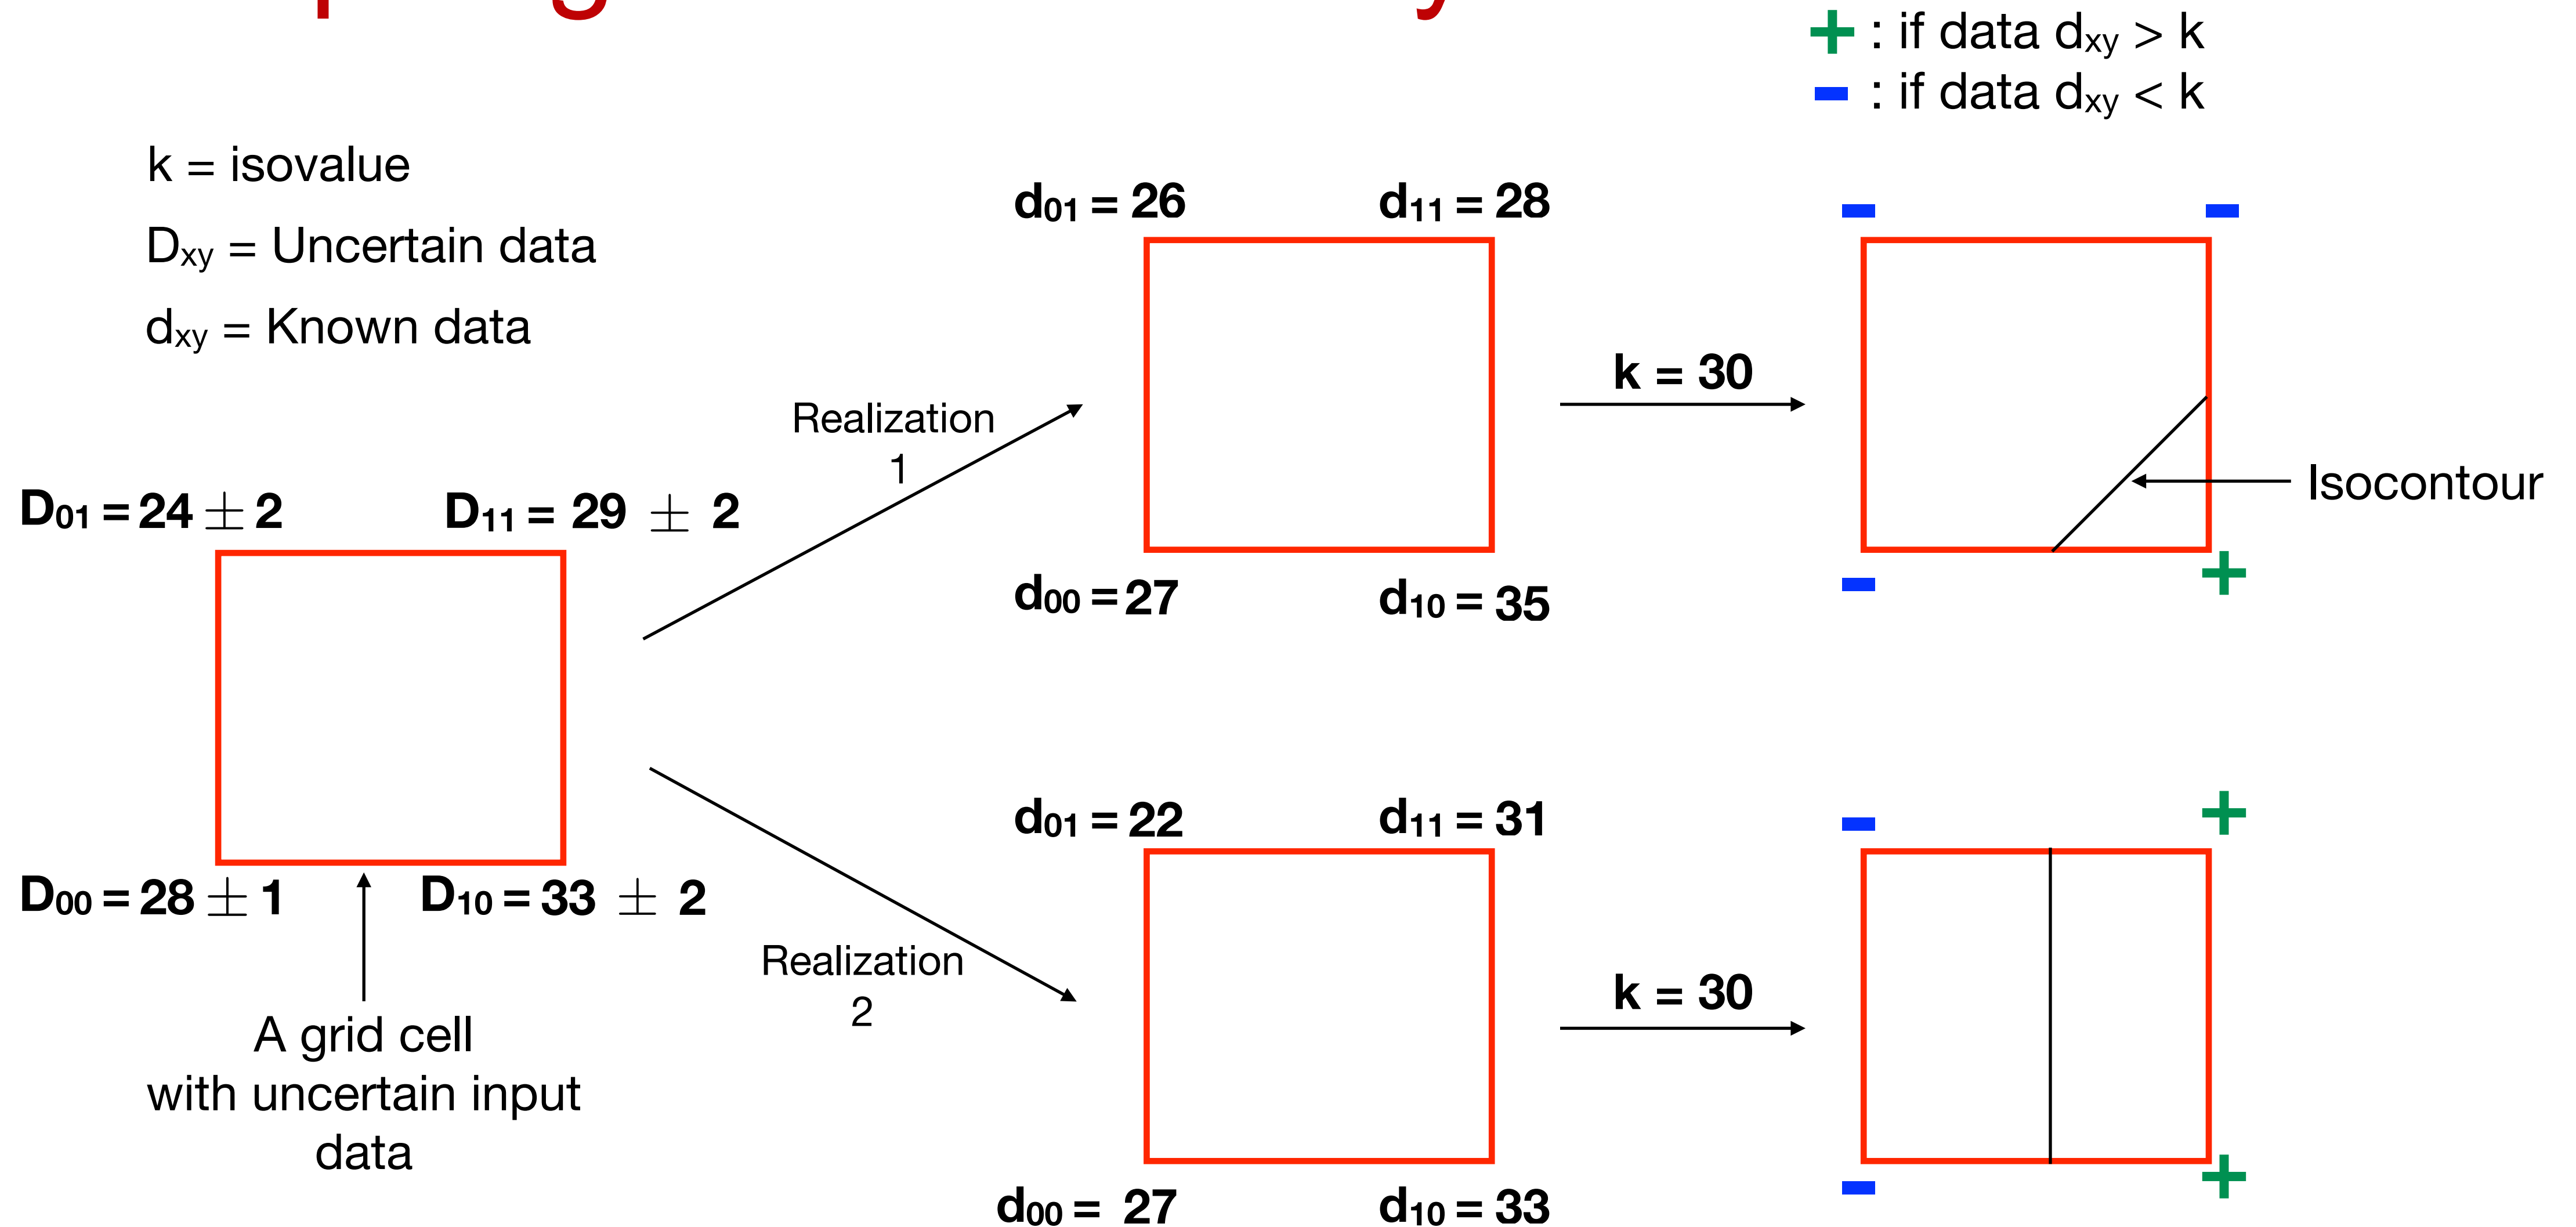 + : if data dxy > k
- : if data dxy < k
k = isovalue
Dxy = Uncertain data
dxy = Known data
d01 = 26
d11 = 28
- -
k = 30
Realization
1
Isocontour
D01 = 24 ± 2
D11 = 29 ± 2
d00 = 27
d10 = 35
- +
D00 = 28 ± 1
D10 = 33 ± 2
A grid cell
with uncertain input
data
Realization
2
d01 = 22
d11 = 31
- +
k = 30
d00 = 27
d10 = 33
- +